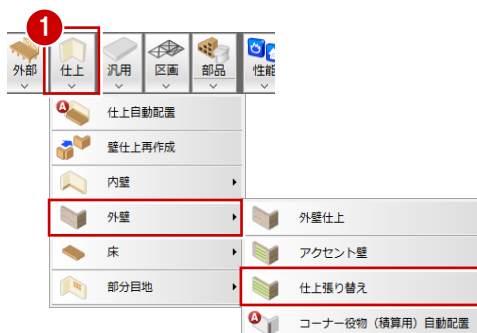 1
外部 仕上 汎用 区画 部品 性能
A 仕上自動配置
壁仕上再作成
内壁
外壁
床
部分目地
外壁仕上
アクセント壁
仕上張り替え
A コーナー役物（積算用）自動配置